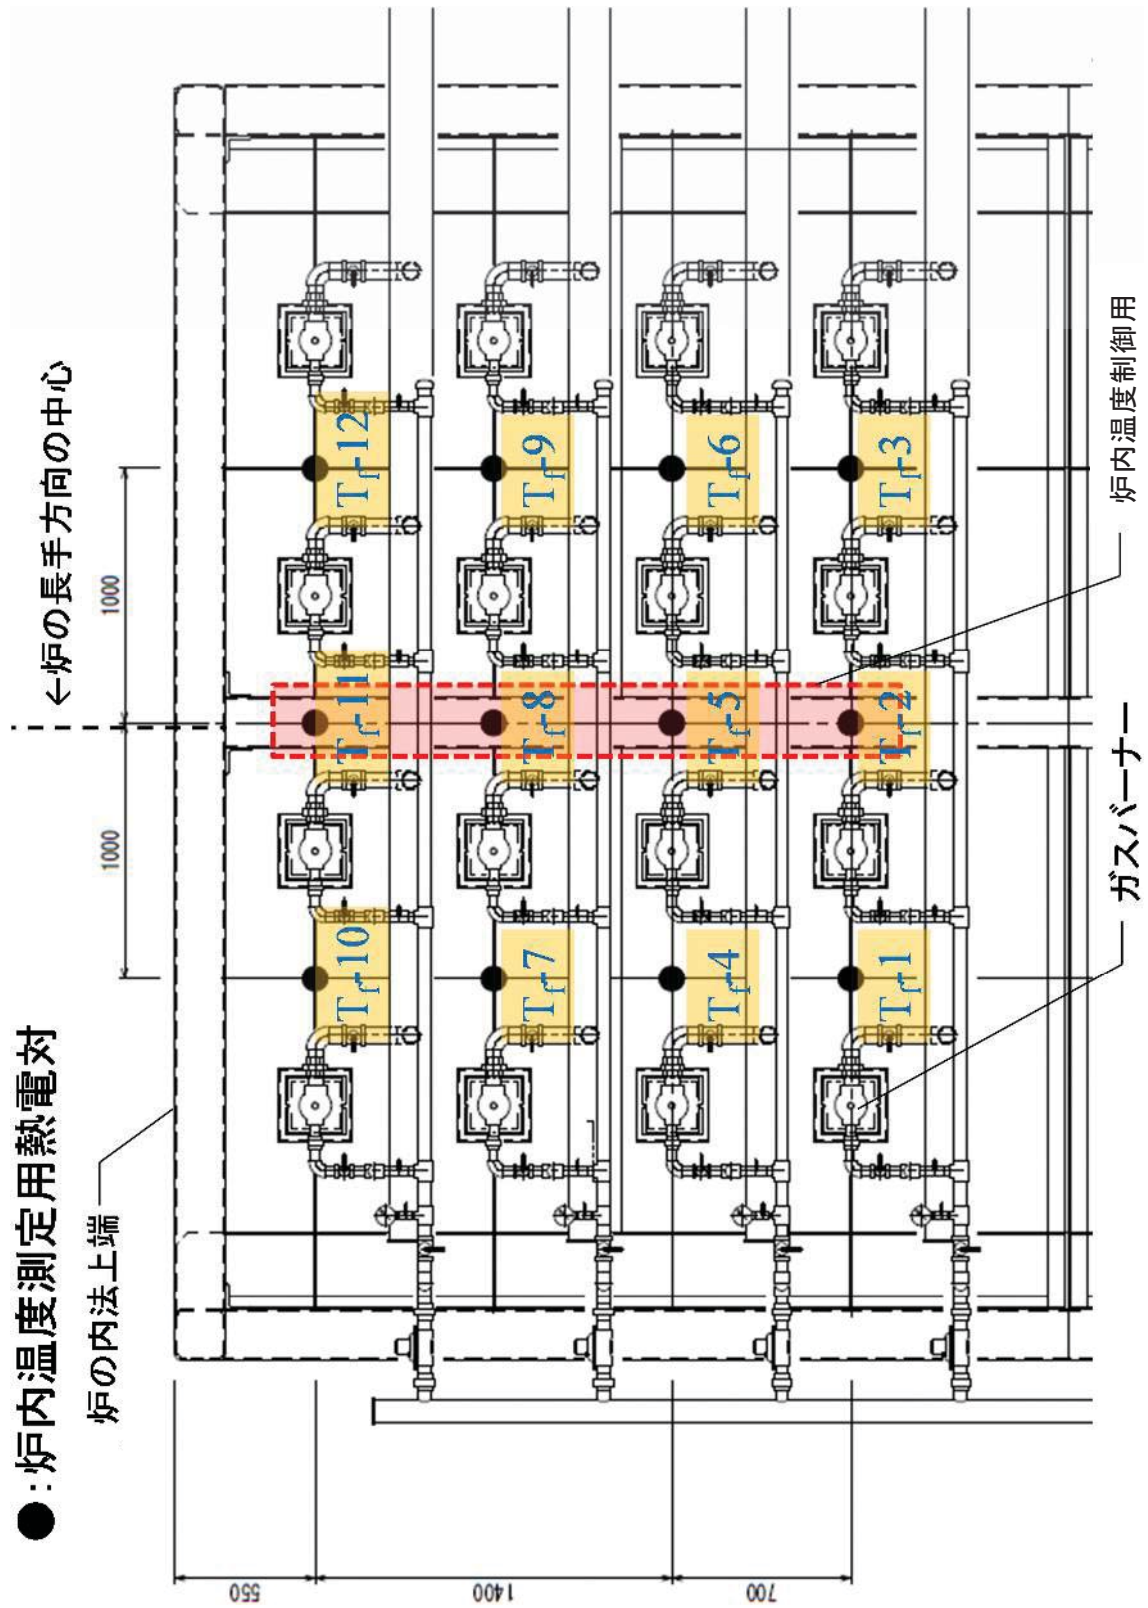 ●:炉内温度測定用熱電対
炉の内法上端
←炉の長手方向の中心
1000
1000
550
1400
700
Tf-10
Tf-11
Tf-12
Tf-7
Tf-8
Tf-9
Tf-4
Tf-5
Tf-6
Tf-1
Tf-2
Tf-3
ガスバーナー
炉内温度制御用